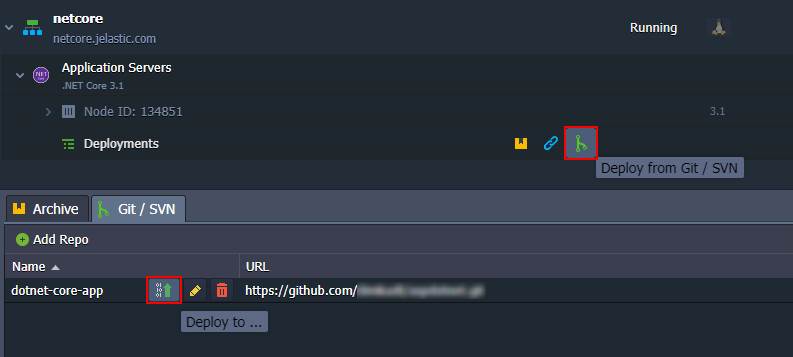 netcore
netcore.jelastic.com
Running
Application Servers
.NET Core 3.1
Node ID: 134851
3.1
Deployments
Deploy from Git / SVN
Archive
Git / SVN
Add Repo
Name
URL
dotnet-core-app
https://github.com/
Deploy to ...